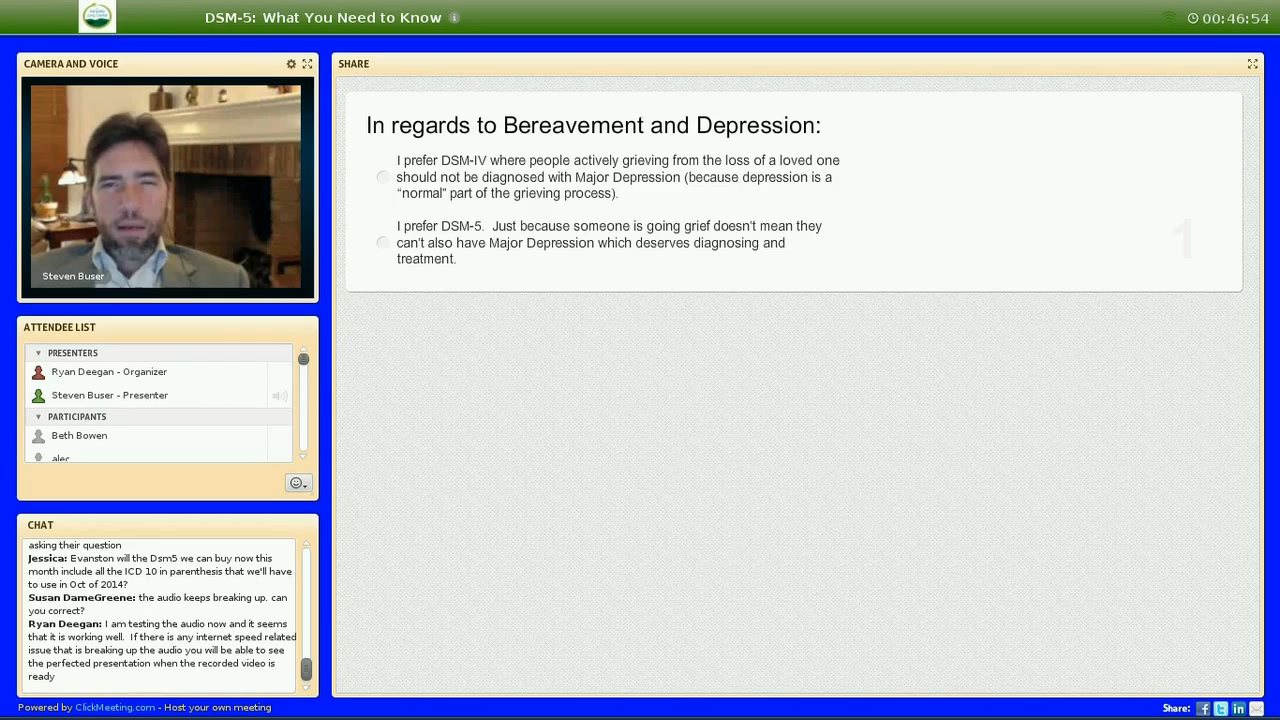 DSM-5: What You Need to Know
00:46:54
CAMERA AND VOICE
Steven Buser
ATTENDEE LIST
PRESENTERS
Ryan Deegan - Organizer
Steven Buser - Presenter
PARTICIPANTS
Beth Bowen
alec
CHAT
asking their question
Jessica: Evanston will the Dsm5 we can buy now this
month include all the ICD 10 in parenthesis that we'll have
to use in Oct of 2014?
Susan DameGreene: the audio keeps breaking up. can
you correct?
Ryan Deegan: I am testing the audio now and it seems
that it is working well. If there is any internet speed related
issue that is breaking up the audio you will be able to see
the perfected presentation when the recorded video is
ready
SHARE
In regards to Bereavement and Depression:
I prefer DSM-IV where people actively grieving from the loss of a loved one
should not be diagnosed with Major Depression (because depression is a
“normal” part of the grieving process).
I prefer DSM-5. Just because someone is going grief doesn’t mean they
can’t also have Major Depression which deserves diagnosing and
treatment.
1
Powered by ClickMeeting.com - Host your own meeting
Share: